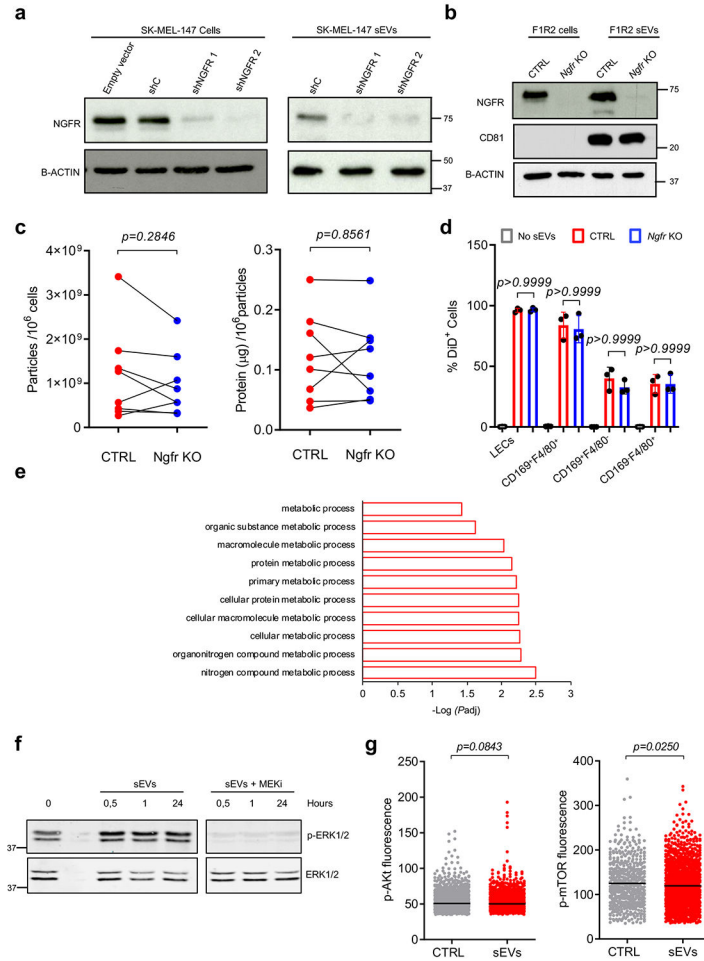 a
SK-MEL-147 Cells
SK-MEL-147 sEVs
Empty vector
shC
shNGFR 1
shNGFR 2
shC
shNGFR 1
shNGFR 2
NGFR
75
B-ACTIN
50
37
b
F1R2 cells
F1R2 sEVs
CTRL
Ngfr KO
CTRL
Ngfr KO
NGFR
75
CD81
20
B-ACTIN
37
c
p=0.2846
Particles /10⁶ cells
4×10⁹
3×10⁹
2×10⁹
1×10⁹
0
CTRL
Ngfr KO
p=0.8561
Protein (μg) /10⁶particles
0.3
0.2
0.1
0.0
CTRL
Ngfr KO
d
No sEVs
CTRL
Ngfr KO
% DiD⁺ Cells
150
100
50
0
p>0.9999
p>0.9999
p>0.9999
p>0.9999
LECs
CD169⁺F4/80⁺
CD169⁺F4/80⁻
CD169⁻F4/80⁺
e
metabolic process
organic substance metabolic process
macromolecule metabolic process
protein metabolic process
primary metabolic process
cellular protein metabolic process
cellular macromolecule metabolic process
cellular metabolic process
organonitrogen compound metabolic process
nitrogen compound metabolic process
0 0.5 1 1.5 2 2.5 3
-Log (Padj)
f
sEVs
sEVs + MEKi
0 0,5 1 24 0,5 1 24 Hours
p-ERK1/2
37
ERK1/2
37
g
p=0.0843
p-AKt fluorescence
250
200
150
100
50
0
CTRL
sEVs
p=0.0250
p-mTOR fluorescence
400
300
200
100
0
CTRL
sEVs